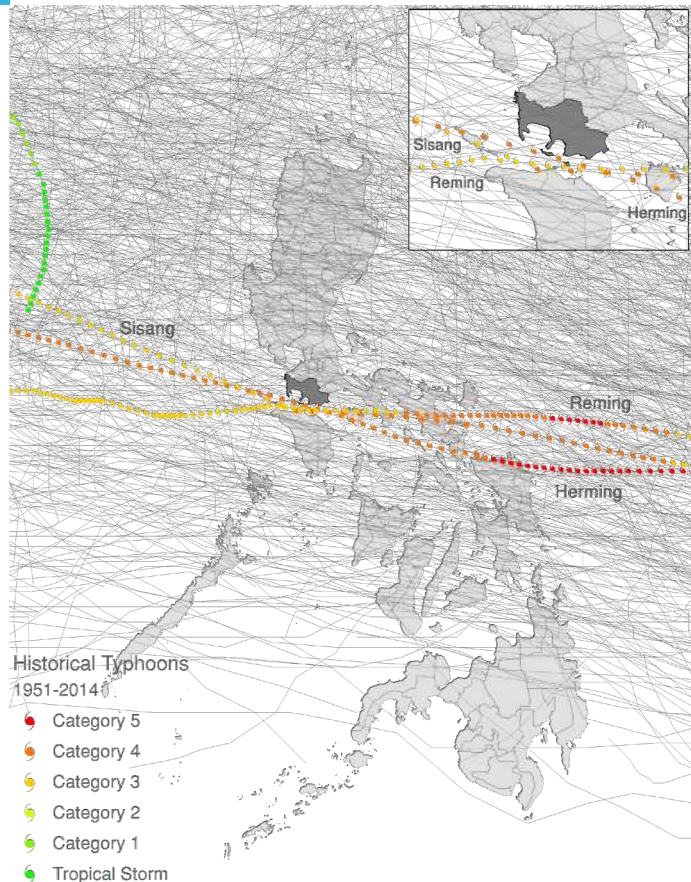 Sisang
Reming
Herming
Sisang
Reming
Herming
Historical Typhoons
1951-2014
Category 5
Category 4
Category 3
Category 2
Category 1
Tropical Storm